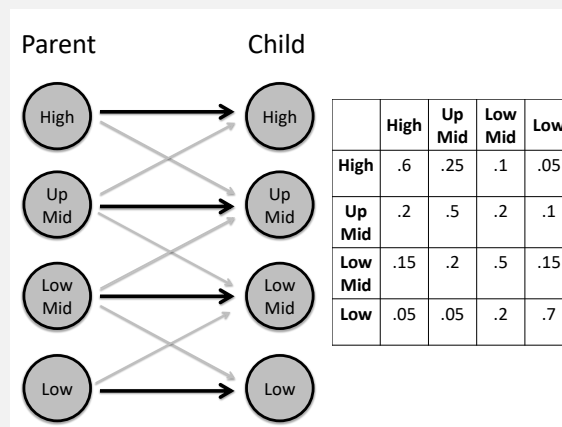 Parent
Child
High
Up
Mid
Low
Mid
Low
High
Up
Mid
Low
Mid
Low
High Up Mid Low Mid Low
High .6 .25 .1 .05
Up Mid .2 .5 .2 .1
Low Mid .15 .2 .5 .15
Low .05 .05 .2 .7